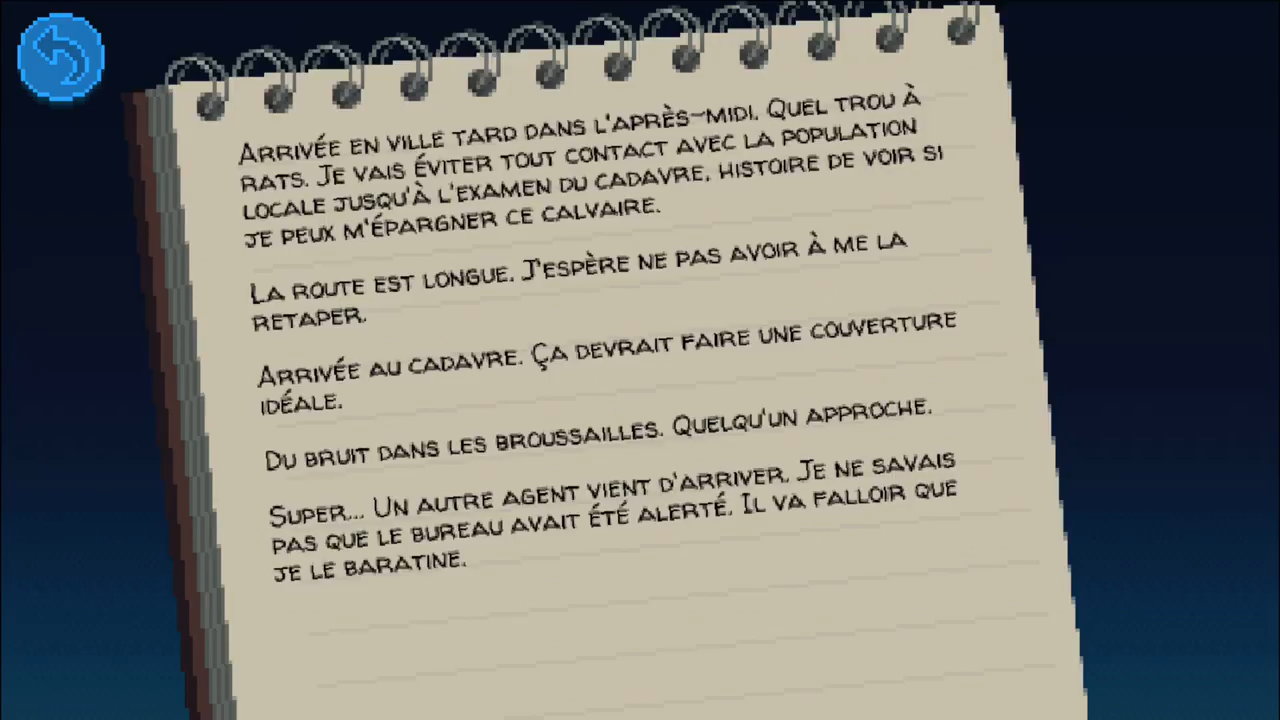 Arrivée en ville tard dans l'après-midi. Quel trou à
rats. Je vais éviter tout contact avec la population
locale jusqu'à l'examen du cadavre, histoire de voir si
je peux m'épargner ce calvaire.
La route est longue. J'espère ne pas avoir à me la
retaper.
Arrivée au cadavre. Ça devrait faire une couverture
idéale.
Du bruit dans les broussailles. Quelqu'un approche.
Super... Un autre agent vient d'arriver. Je ne savais
pas que le bureau avait été alerté. Il va falloir que
je le baratine.